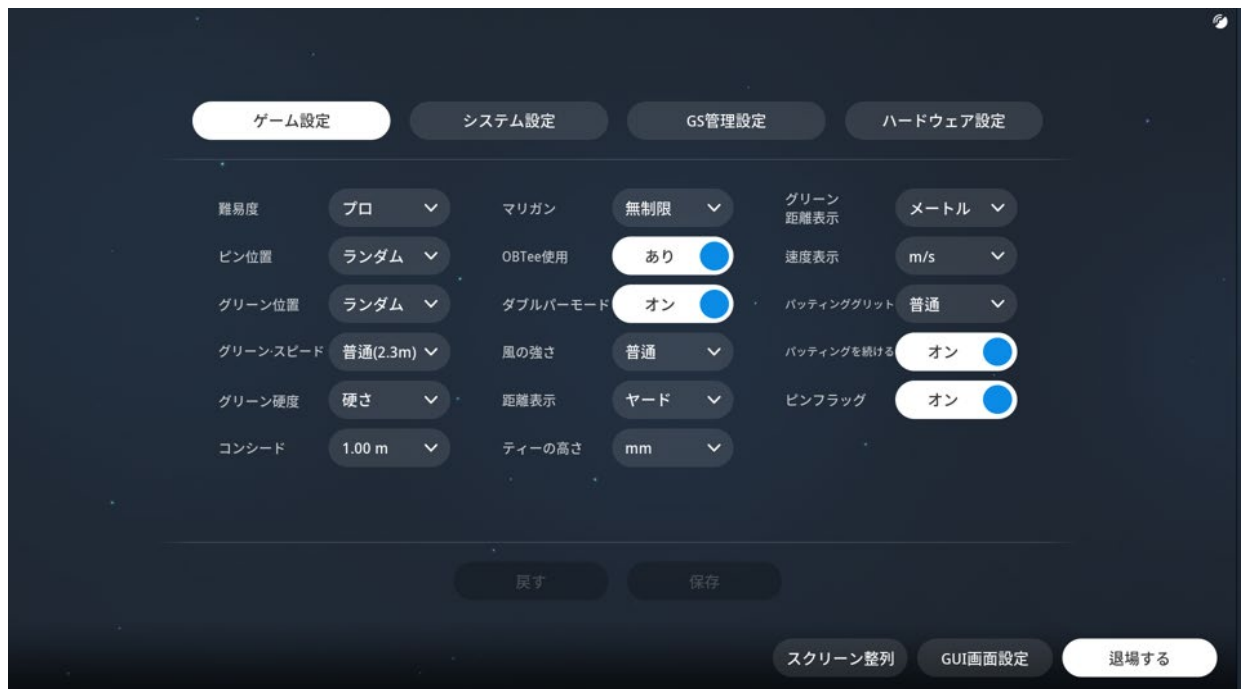 ゲーム設定
システム設定
GS管理設定
ハードウェア設定
難易度 プロ
マリガン 無制限
グリーン
距離表示 メートル
ピン位置 ランダム
OBTee使用 あり
速度表示 m/s
グリーン位置 ランダム
ダブルパーモード オン
パッティンググリット 普通
グリーン·スピード 普通(2.3m)
風の強さ 普通
パッティングを続ける オン
グリーン硬度 硬さ
距離表示 ヤード
ピンフラッグ オン
コンシード 1.00 m
ティーの高さ mm
戻す
保存
スクリーン整列
GUI画面設定
退場する